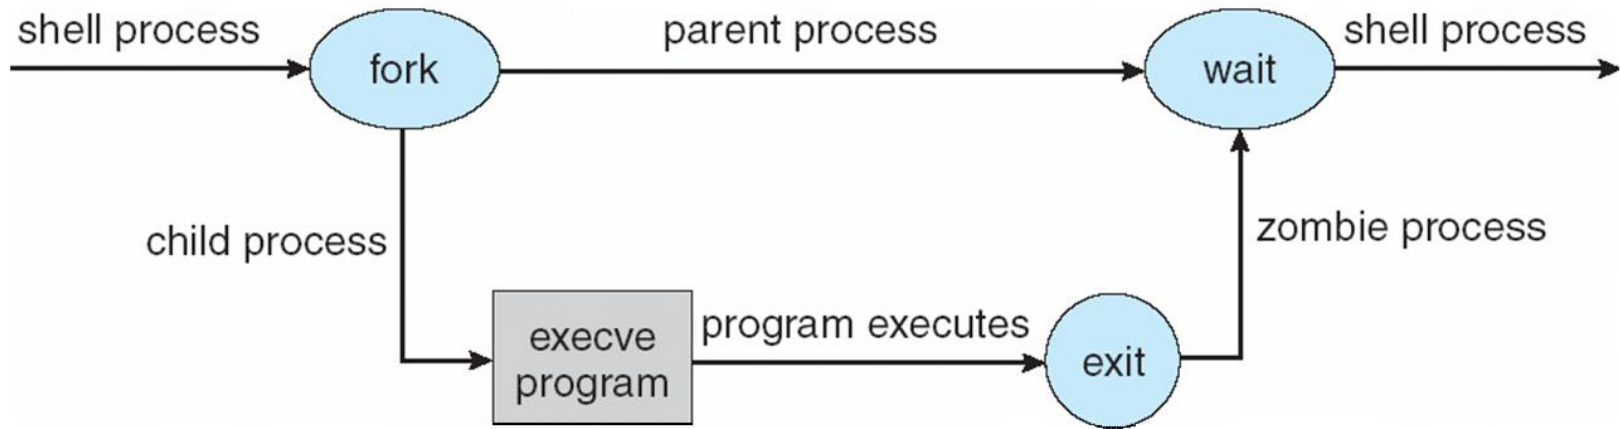 shell process
fork
parent process
wait
shell process
child process
zombie process
execve
program
program executes
exit